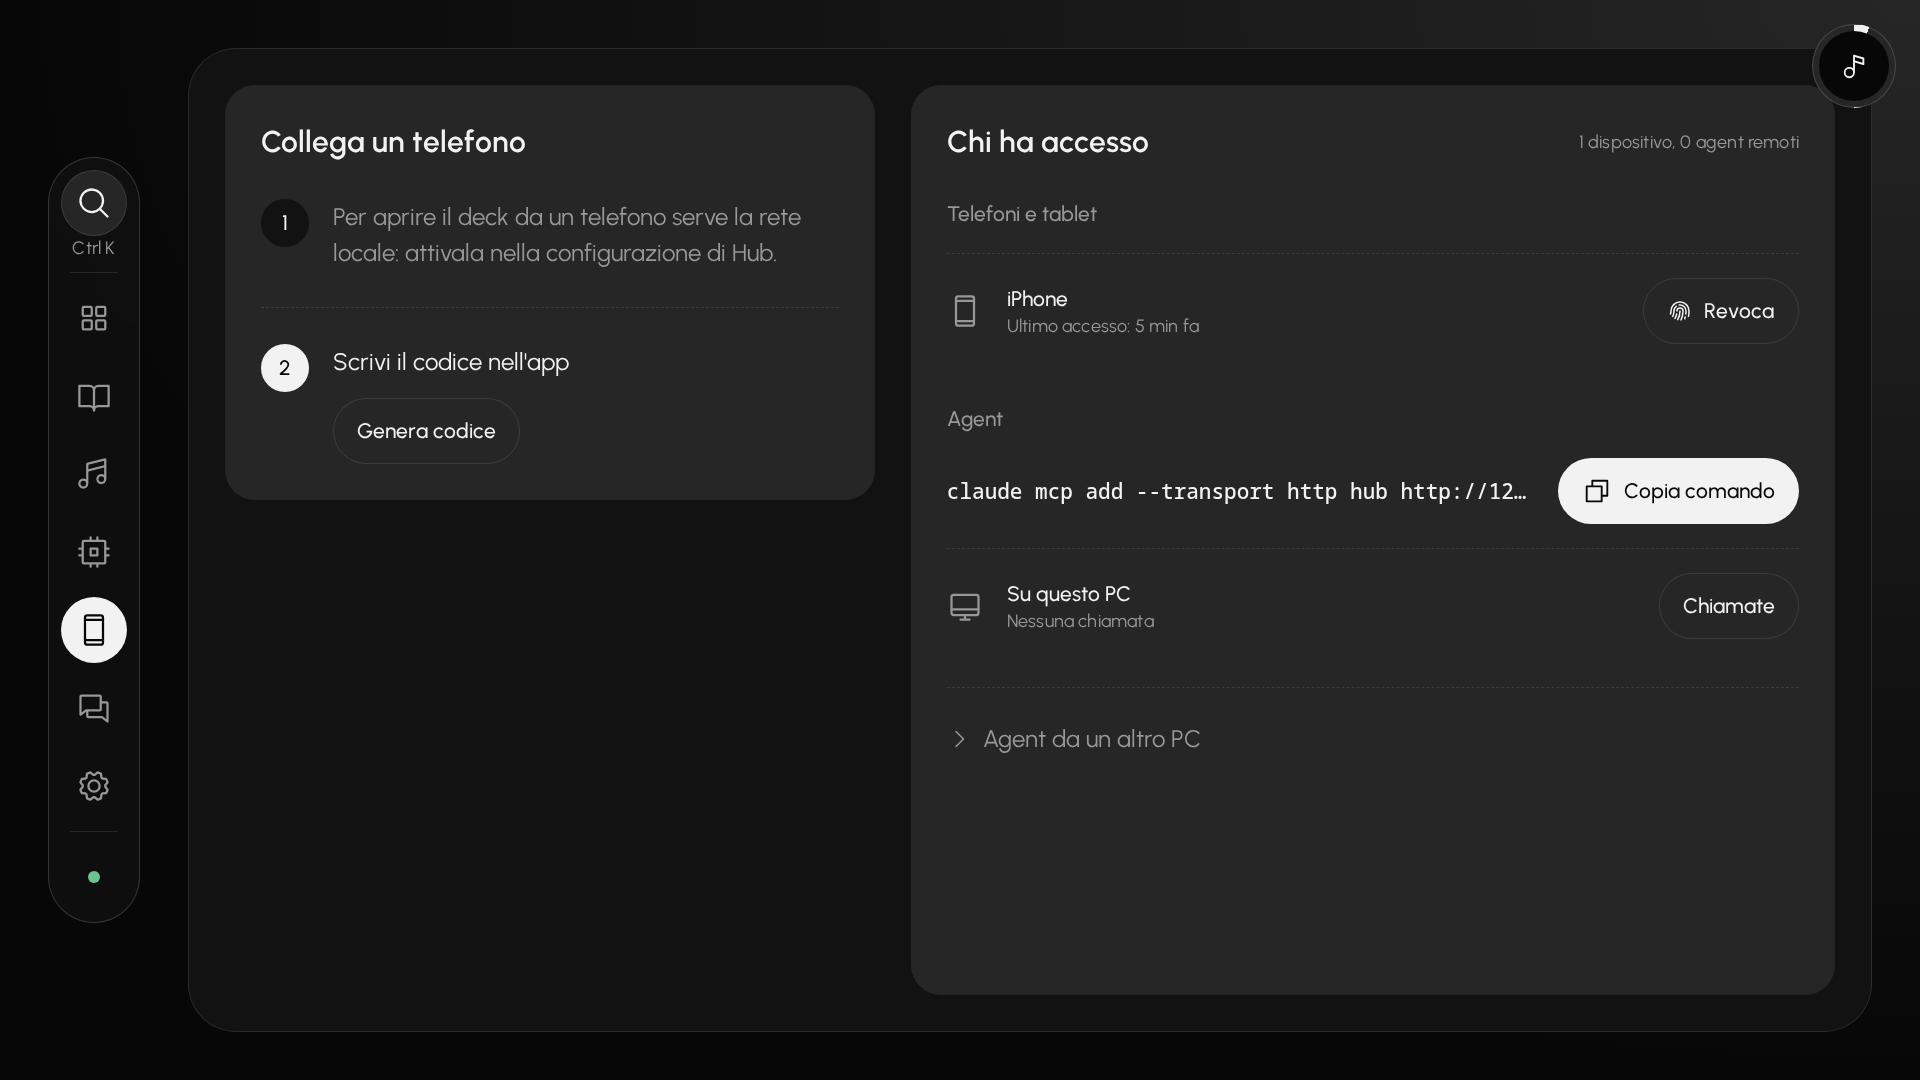 Ctrl K
Collega un telefono
1
Per aprire il deck da un telefono serve la rete
locale: attivala nella configurazione di Hub.
2
Scrivi il codice nell'app
Genera codice
Chi ha accesso
1 dispositivo, 0 agent remoti
Telefoni e tablet
iPhone
Ultimo accesso: 5 min fa
Revoca
Agent
claude mcp add --transport http hub http://12…
Copia comando
Su questo PC
Nessuna chiamata
Chiamate
Agent da un altro PC